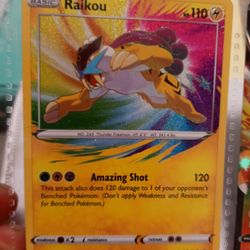 BASIC Raikou HP 110
NO. 243 Thunder Pokémon HT: 6'3" WT: 392.4 lbs.
Amazing Shot 120
This attack also does 120 damage to 1 of your opponent's
Benched Pokémon. (Don't apply Weakness and Resistance
for Benched Pokémon.)
weakness ×2 resistance retreat